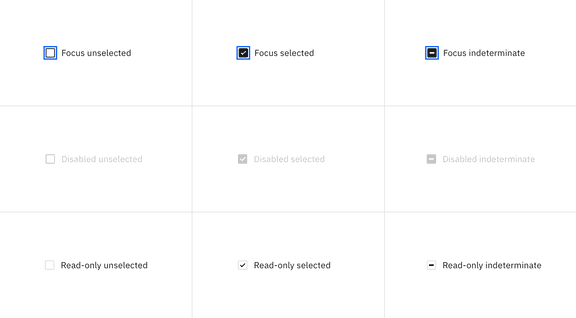 Focus unselected
Focus selected
Focus indeterminate
Disabled unselected
Disabled selected
Disabled indeterminate
Read-only unselected
Read-only selected
Read-only indeterminate